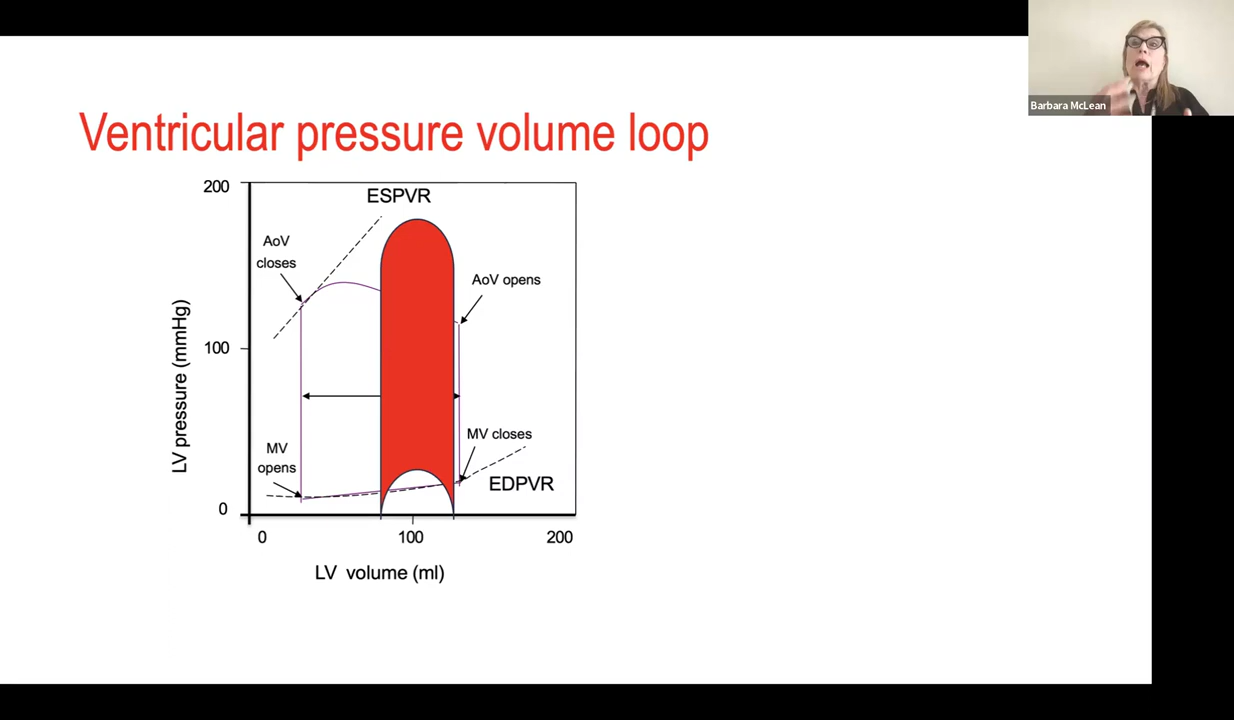 Barbara McLean
Ventricular pressure volume loop
200
ESPVR
AoV
closes
AoV opens
LV pressure (mmHg)
100
MV closes
MV
opens
EDPVR
0
0
100
200
LV volume (ml)